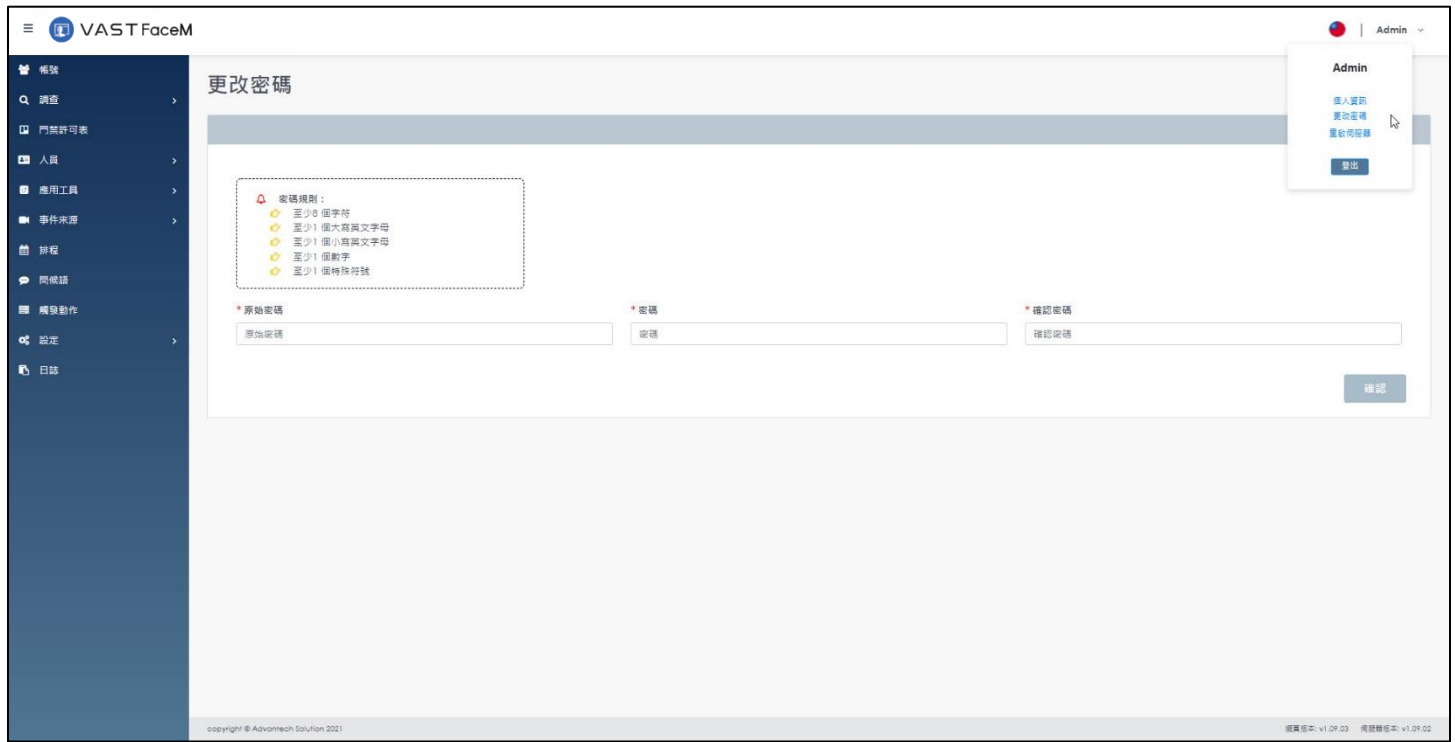 VAST FaceM
Admin
帳號
調查
門禁許可表
人員
應用工具
事件來源
排程
問候語
觸發動作
設定
日誌
更改密碼
Admin
個人資訊
更改密碼
重啟伺服器
登出
密碼規則：
至少8 個字符
至少1 個大寫英文字母
至少1 個小寫英文字母
至少1 個數字
至少1 個特殊符號
* 原始密碼
* 密碼
* 確認密碼
原始密碼
密碼
確認密碼
確認
copyright © Advantech Solution 2021
網頁版本: v1.09.03 伺服器版本: v1.09.02